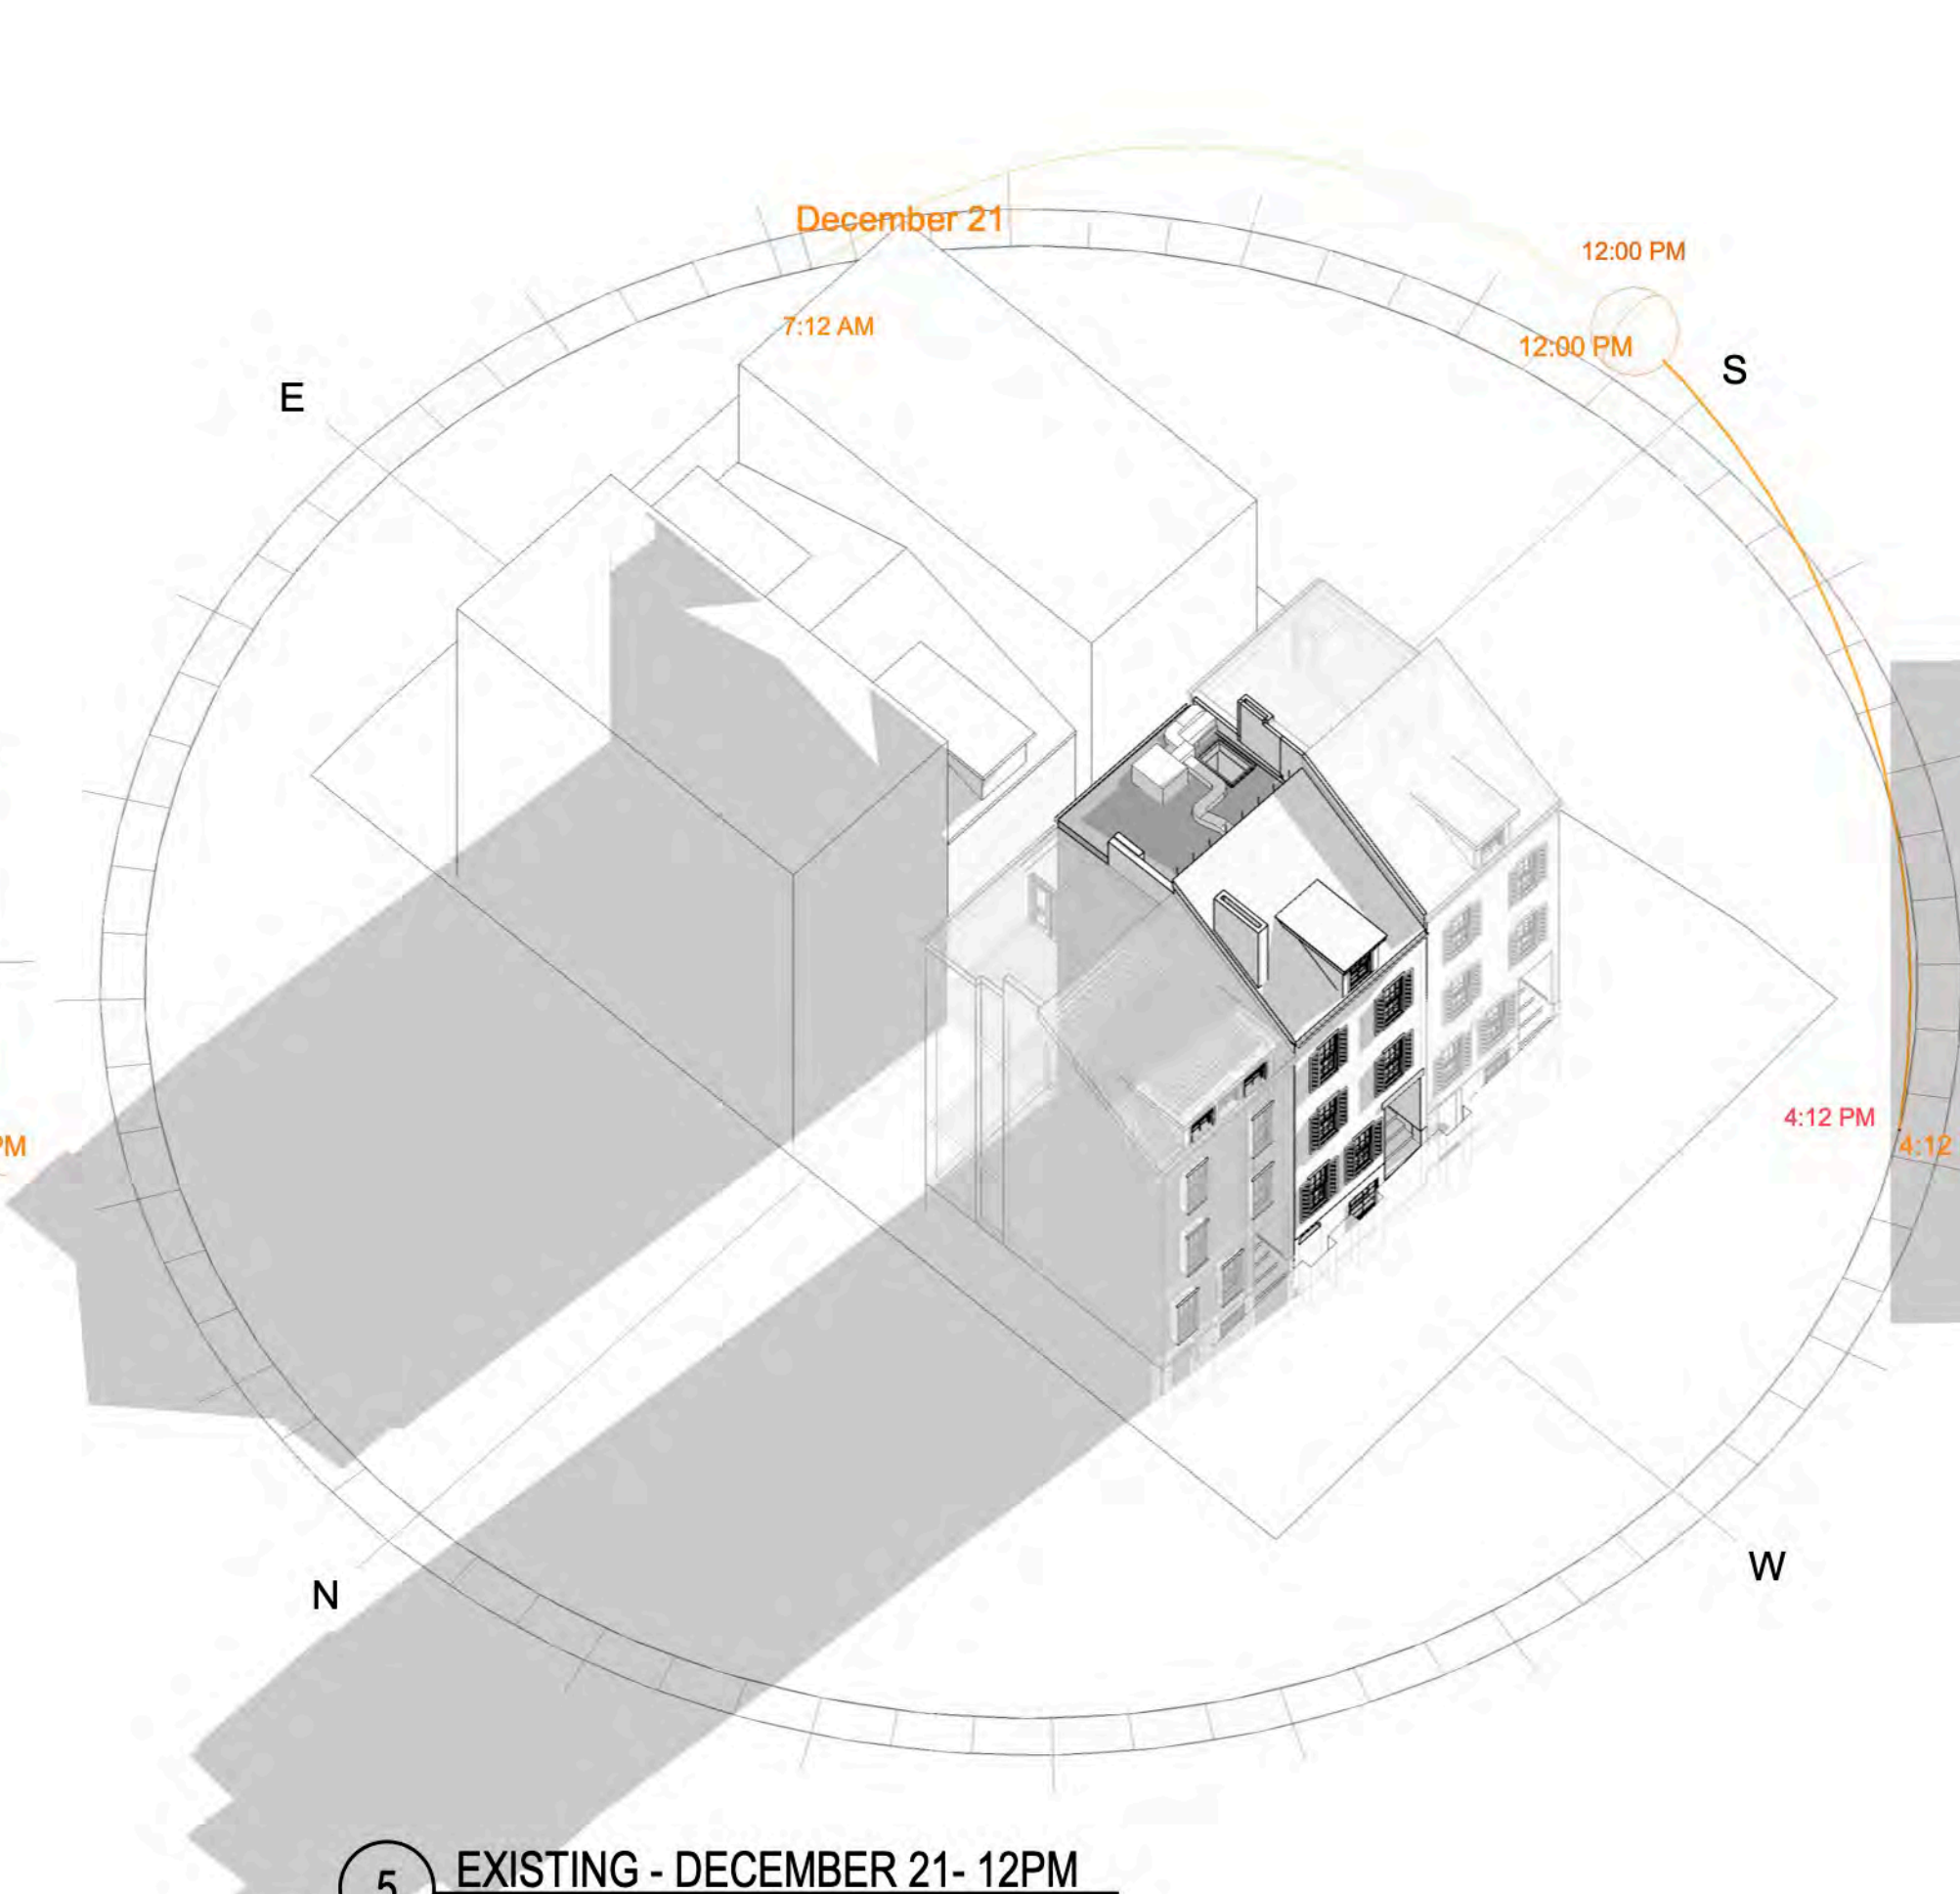 December 21
12:00 PM
7:12 AM
12:00 PM
S
E
4:12 PM
4:12
PM
W
N
5
EXISTING - DECEMBER 21- 12PM